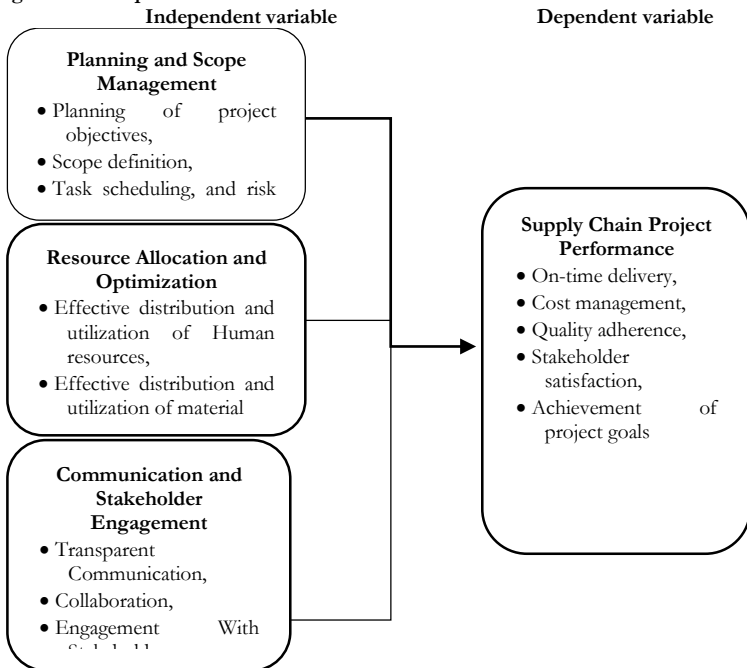 Independent variable
Dependent variable
Planning and Scope
Management
• Planning of project
objectives,
• Scope definition,
• Task scheduling, and risk
Resource Allocation and
Optimization
• Effective distribution and
utilization of Human
resources,
• Effective distribution and
utilization of material
Communication and
Stakeholder
Engagement
• Transparent
Communication,
• Collaboration,
• Engagement With
Supply Chain Project
Performance
• On-time delivery,
• Cost management,
• Quality adherence,
• Stakeholder
satisfaction,
• Achievement of
project goals